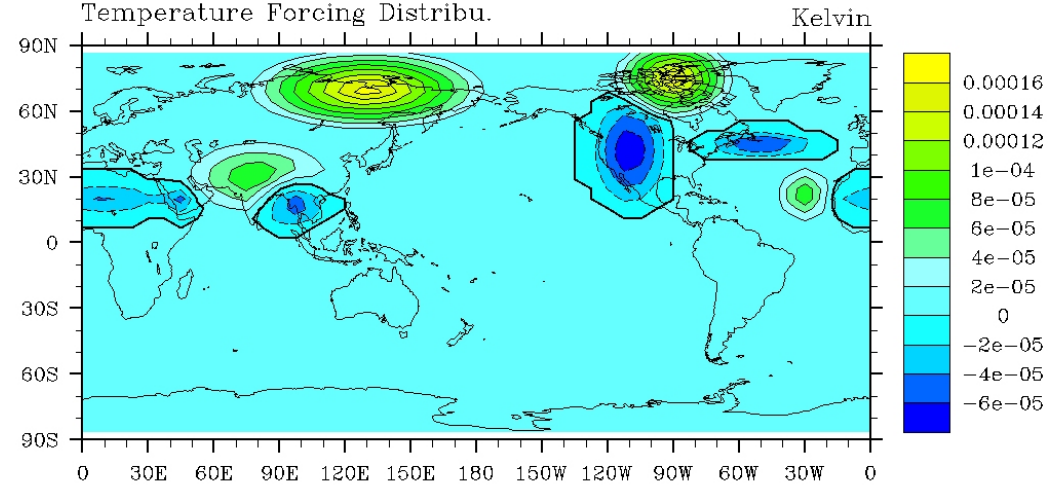 Temperature Forcing Distribu.
Kelvin
90N
60N
30N
0
30S
60S
90S
0 30E 60E 90E 120E 150E 180 150W 120W 90W 60W 30W 0
0.00016
0.00014
0.00012
1e-04
8e-05
6e-05
4e-05
2e-05
0
-2e-05
-4e-05
-6e-05